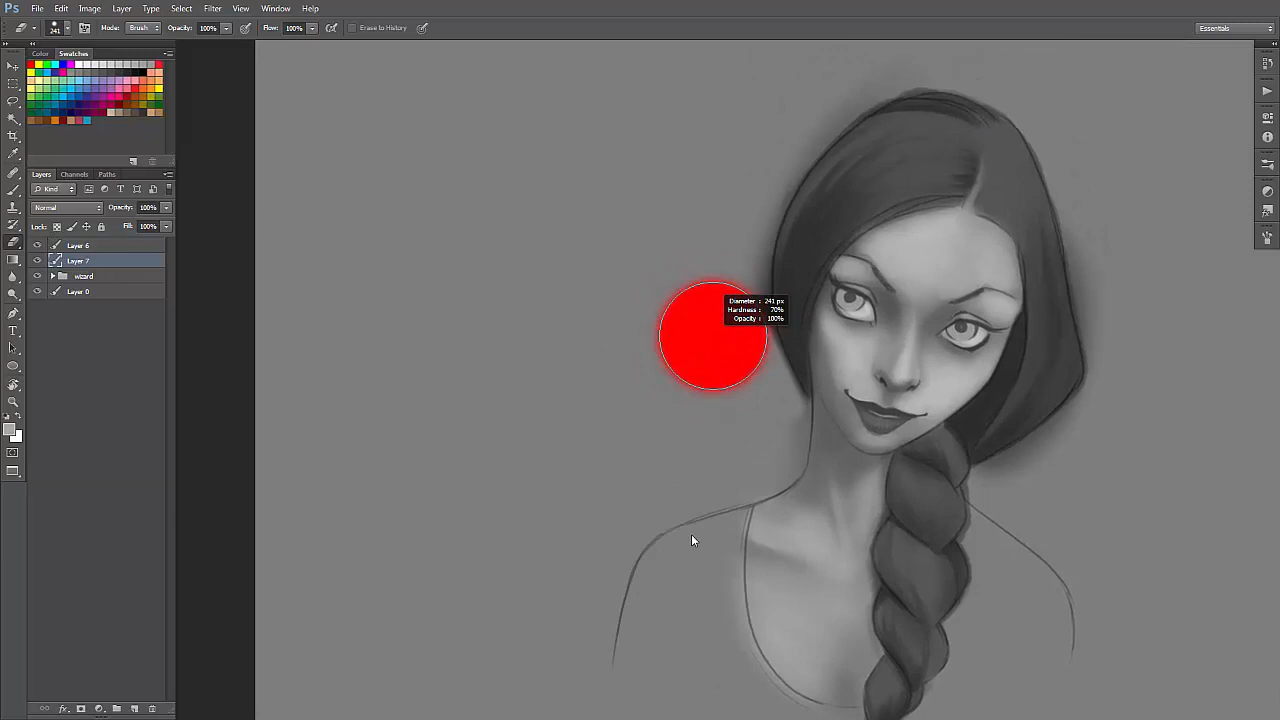 Ps File Edit Image Layer Type Select Filter View Window Help
241 Mode: Brush Opacity: 100% Flow: 100% Erase to History Essentials
Color Swatches
Layers Channels Paths
Kind
Normal Opacity: 100%
Lock: Fill: 100%
Layer 6
Layer 7
wizard
Layer 0
Diameter : 241 px
Hardness : 70%
Opacity : 100%